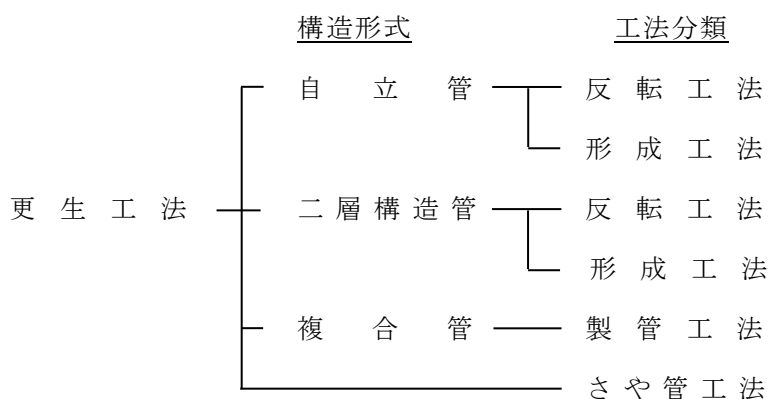 構造形式 工法分類
自立管 反転工法
形成工法
更生工法 二層構造管 反転工法
形成工法
複合管 製管工法
さや管工法